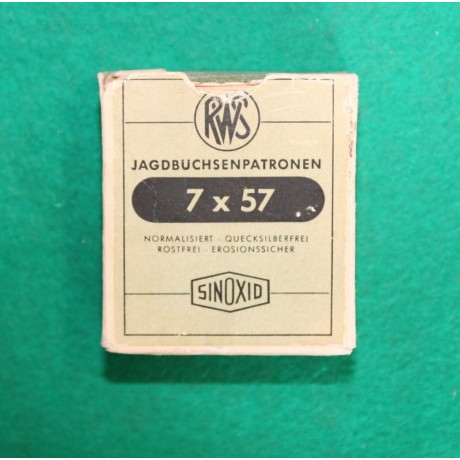 RWS
JAGDBÜCHSENPATRONEN
7 x 57
NORMALISIERT - QUECKSILBERFREI
ROSTFREI - EROSIONSSICHER
SINOXID